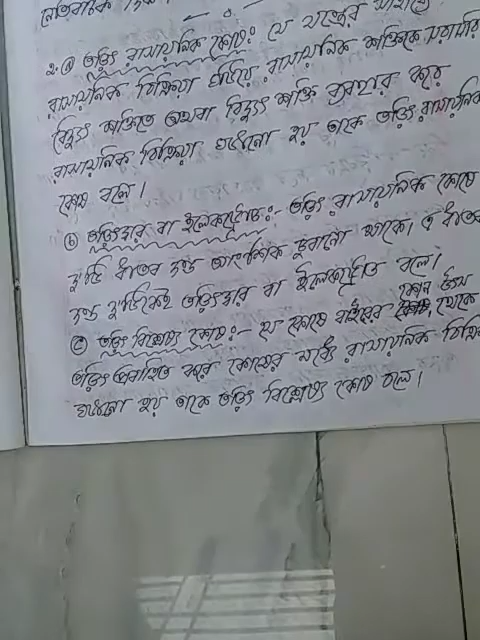 ২. ⓐ তড়িৎ রাসায়নিক কোষ: যে যন্ত্রের সাহায্যে
রাসায়নিক বিক্রিয়া ঘটিয়ে রাসায়নিক শক্তিকে সরাসরি
বিদ্যুৎ শক্তিতে অথবা বিদ্যুৎ শক্তি ব্যবহার করে
রাসায়নিক বিক্রিয়া ঘটানো হয় তাকে তড়িৎ রাসায়নিক
কোষ বলে।
ⓑ তড়িৎদ্বার বা ইলেকট্রোড:- তড়িৎ রাসায়নিক কোষে
দুটি ধাতব দণ্ড আংশিক ডুবানো থাকে। এ ধাতব
দণ্ড দুটিকেই তড়িৎদ্বার বা ইলেকট্রোড বলে।
ⓒ তড়িৎ বিশ্লেষ্য কোষ:- যে কোষে বাইরের কোন উৎস থেকে
তড়িৎ প্রবাহিত করে কোষের মধ্যে রাসায়নিক
ঘটানো হয় তাকে তড়িৎ বিশ্লেষ্য কোষ বলে।